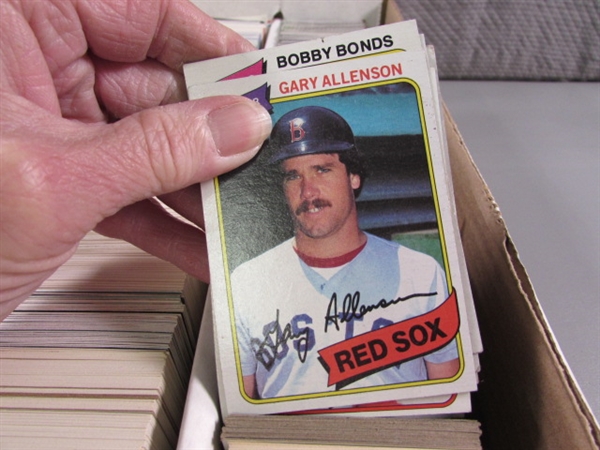 BOBBY BONDS
GARY ALLENSON
B
Gary Allenson
RED SOX